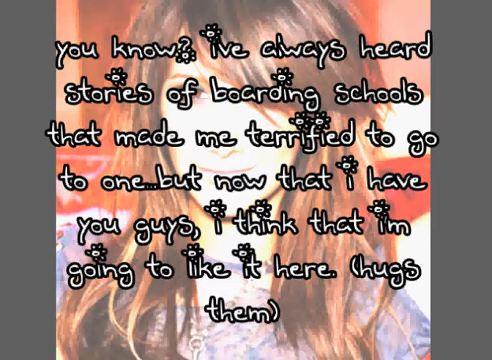 you know? ive always heard
stories of boarding schools
that made me terrified to go
to one...but now that i have
you guys, i think that i'm
going to like it here. (hugs
them)